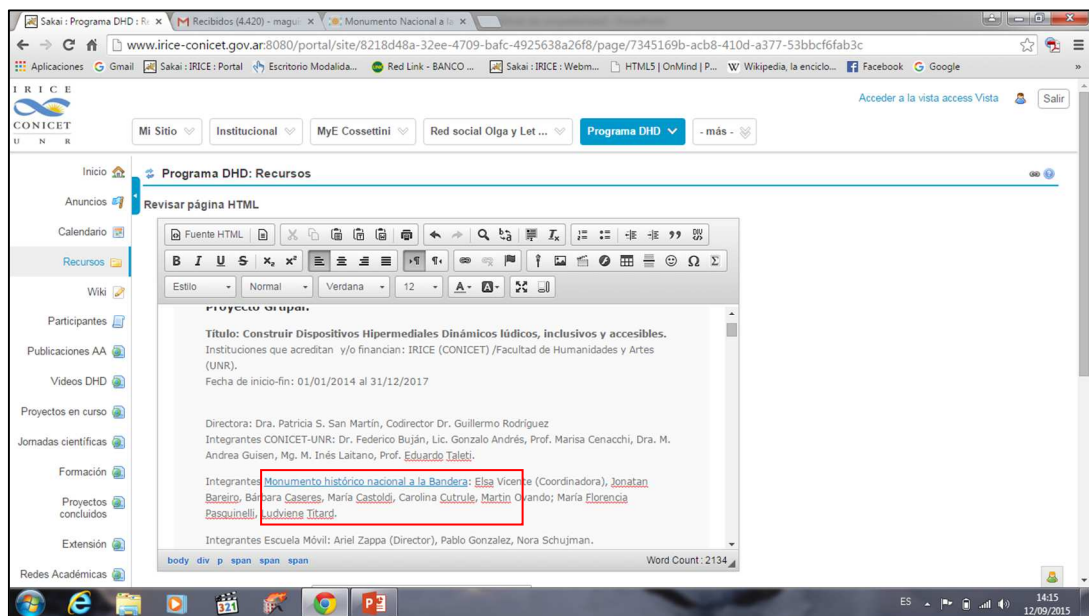 Sakai : Programa DHD : Re
Recibidos (4.420) - magui
Monumento Nacional a la
www.irice-conicet.gov.ar:8080/portal/site/8218d48a-32ee-4709-bafc-4925638a26f8/page/7345169b-acb8-410d-a377-53bbcf6fab3c
Aplicaciones Gmail Sakai : IRICE : Portal Escritorio Modalida... Red Link - BANCO ... Sakai : IRICE : Webm... HTML5 | OnMind | P... Wikipedia, la enciclo... Facebook Google »
IRICE
CONICET
U N R
Acceder a la vista access Vista Salir
Mi Sitio Institucional MyE Cossettini Red social Olga y Let ... Programa DHD - más -
Inicio
Anuncios
Calendario
Recursos
Wiki
Participantes
Publicaciones AA
Videos DHD
Proyectos en curso
Jornadas científicas
Formación
Proyectos concluidos
Extensión
Redes Académicas
Programa DHD: Recursos
Revisar página HTML
Fuente HTML
Estilo Normal Verdana 12
Proyecto Grupal.
Título: Construir Dispositivos Hipermediales Dinámicos lúdicos, inclusivos y accesibles.
Instituciones que acreditan y/o financian: IRICE (CONICET) /Facultad de Humanidades y Artes
(UNR).
Fecha de inicio-fin: 01/01/2014 al 31/12/2017
Directora: Dra. Patricia S. San Martín, Codirector Dr. Guillermo Rodríguez
Integrantes CONICET-UNR: Dr. Federico Buján, Lic. Gonzalo Andrés, Prof. Marisa Cenacchi, Dra. M.
Andrea Guisen, Mg. M. Inés Laitano, Prof. Eduardo Taleti.
Integrantes Monumento histórico nacional a la Bandera: Elsa Vicente (Coordinadora), Jonatan
Bareiro, Bárbara Caseres, María Castoldi, Carolina Cutrule, Martin Ovando; María Florencia
Pasquinelli, Ludviene Titard.
Integrantes Escuela Móvil: Ariel Zappa (Director), Pablo Gonzalez, Nora Schujman.
body div p span span span
Word Count : 2134
ES
14:15
12/09/2015